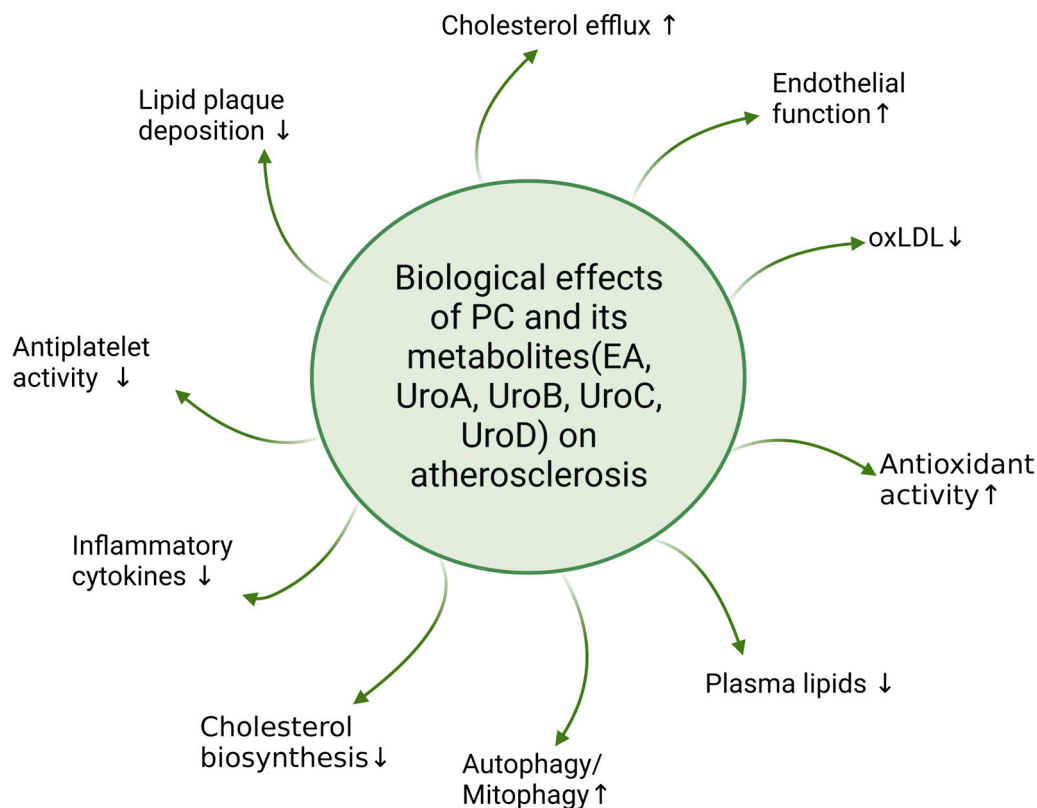 Cholesterol efflux ↑
Endothelial
function↑
Lipid plaque
deposition ↓
oxLDL↓
Biological effects
of PC and its
metabolites(EA,
UroA, UroB, UroC,
UroD) on
atherosclerosis
Antiplatelet
activity ↓
Antioxidant
activity↑
Inflammatory
cytokines ↓
Plasma lipids ↓
Cholesterol
biosynthesis↓
Autophagy/
Mitophagy↑